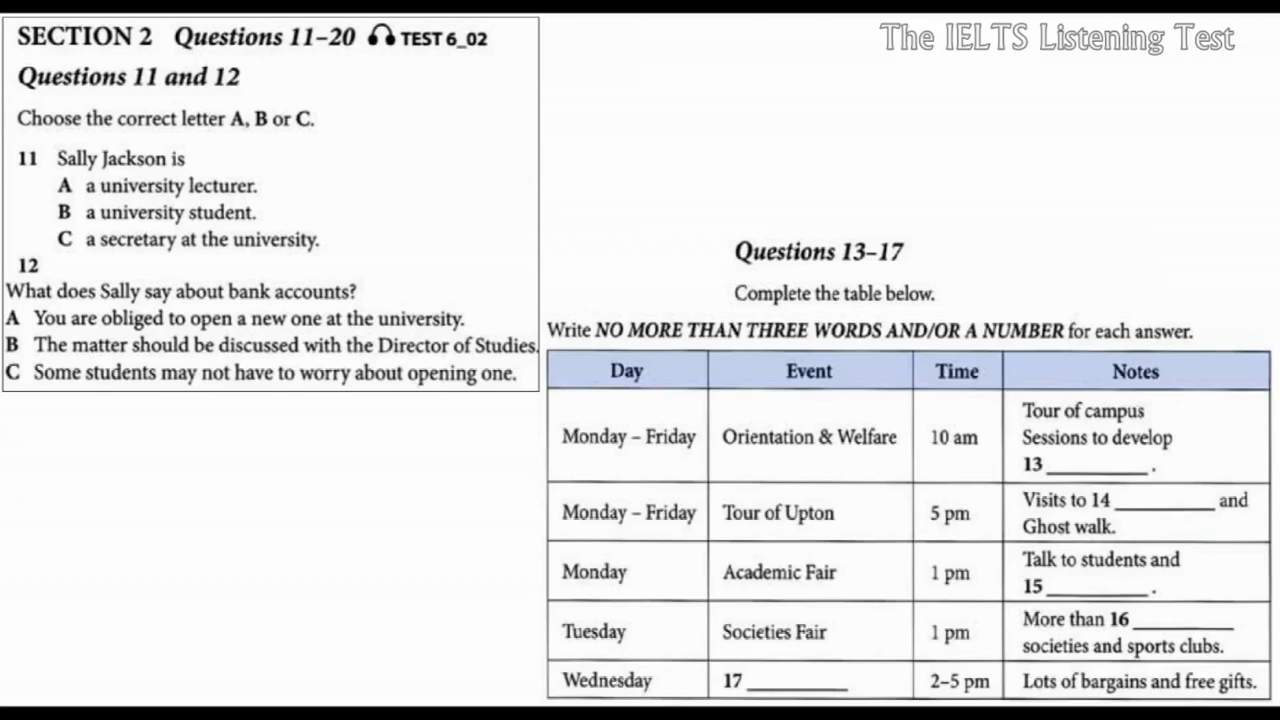 The IELTS Listening Test
SECTION 2 Questions 11–20 TEST 6_02
Questions 11 and 12
Choose the correct letter A, B or C.
11 Sally Jackson is
A a university lecturer.
B a university student.
C a secretary at the university.
12
What does Sally say about bank accounts?
A You are obliged to open a new one at the university.
B The matter should be discussed with the Director of Studies.
C Some students may not have to worry about opening one.
Questions 13–17
Complete the table below.
Write NO MORE THAN THREE WORDS AND/OR A NUMBER for each answer.
Day Event Time Notes
Monday – Friday Orientation & Welfare 10 am Tour of campus
Sessions to develop
13 __________ .
Monday – Friday Tour of Upton 5 pm Visits to 14 __________ and
Ghost walk.
Monday Academic Fair 1 pm Talk to students and
15 __________ .
Tuesday Societies Fair 1 pm More than 16 __________
societies and sports clubs.
Wednesday 17 __________ 2–5 pm Lots of bargains and free gifts.